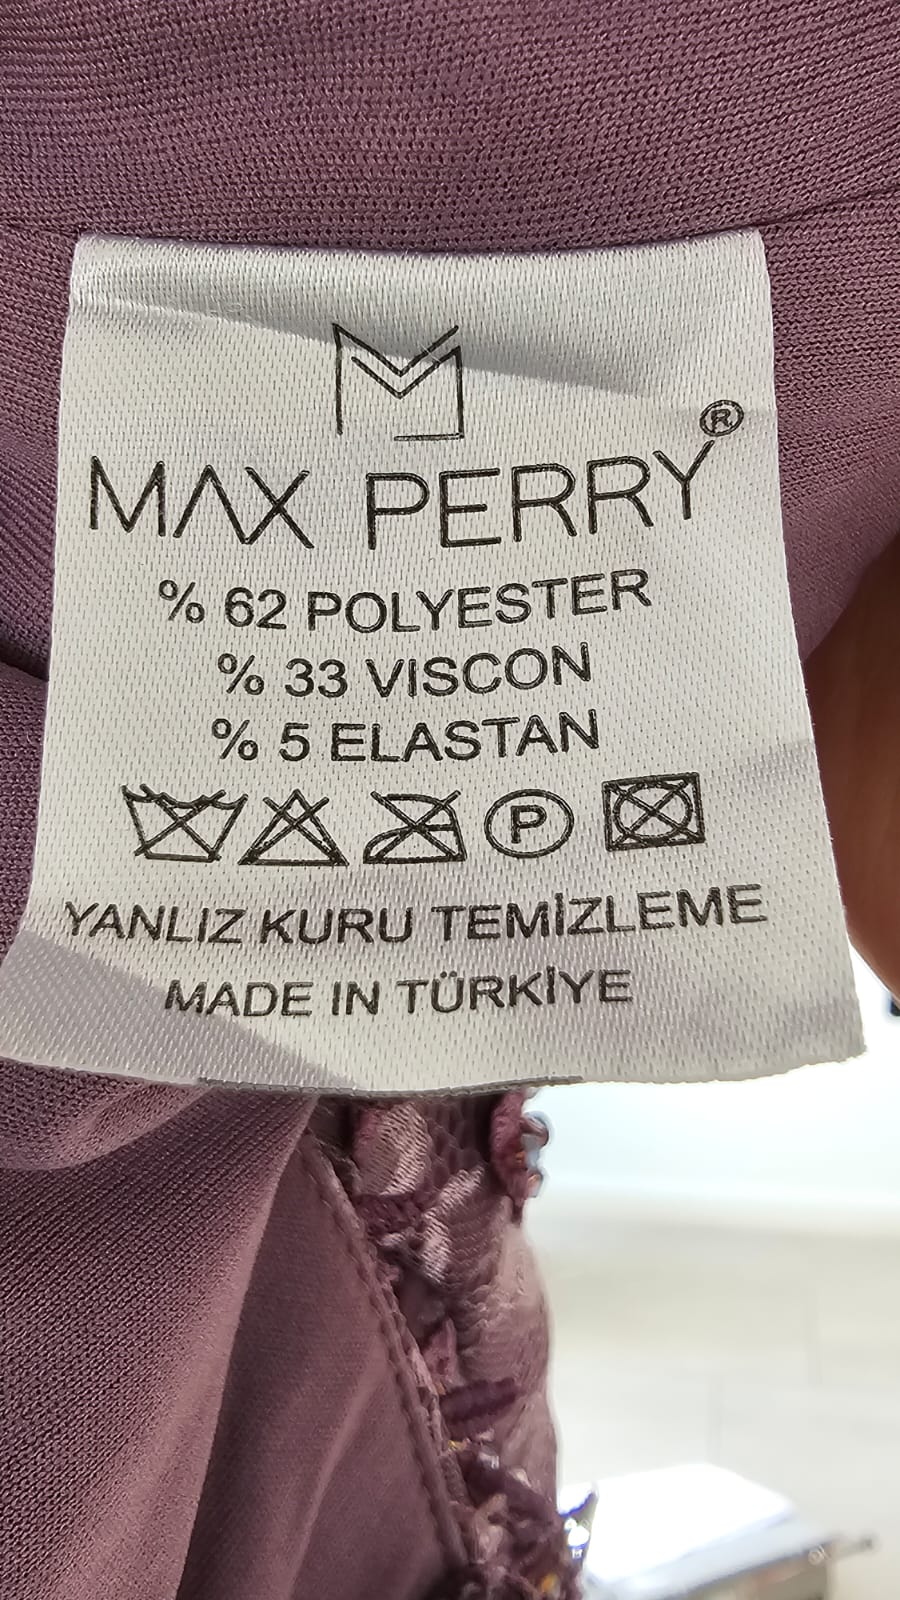 MAX PERRY®
% 62 POLYESTER
% 33 VISCON
% 5 ELASTAN
P
YANLIZ KURU TEMİZLEME
MADE IN TÜRKİYE